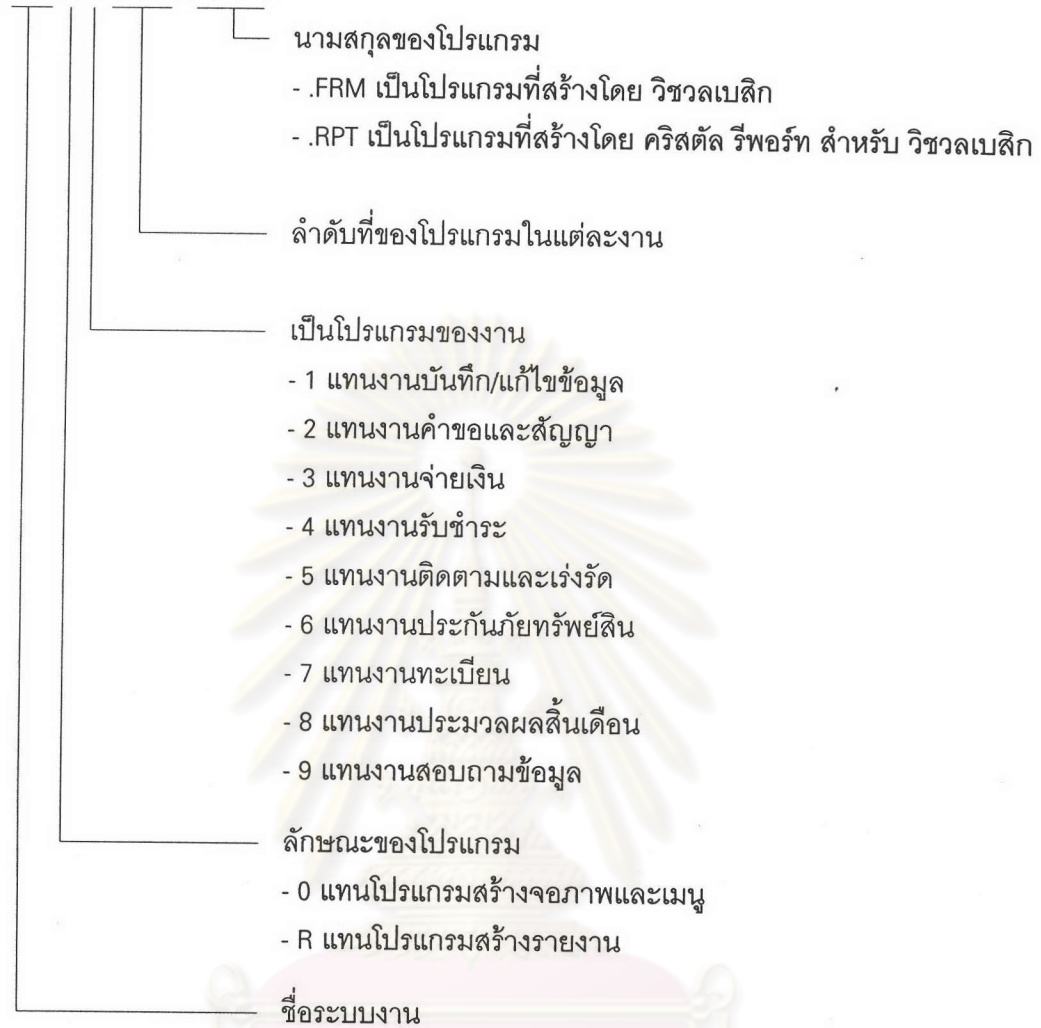 นามสกุลของโปรแกรม
- .FRM เป็นโปรแกรมที่สร้างโดย วิชวลเบสิก
- .RPT เป็นโปรแกรมที่สร้างโดย คริสตัล รีพอร์ท สำหรับ วิชวลเบสิก
ลำดับที่ของโปรแกรมในแต่ละงาน
เป็นโปรแกรมของงาน
- 1 แทนงานบันทึก/แก้ไขข้อมูล
- 2 แทนงานคำขอและสัญญา
- 3 แทนงานจ่ายเงิน
- 4 แทนงานรับชำระ
- 5 แทนงานติดตามและเร่งรัด
- 6 แทนงานประกันภัยทรัพย์สิน
- 7 แทนงานทะเบียน
- 8 แทนงานประมวลผลสิ้นเดือน
- 9 แทนงานสอบถามข้อมูล
ลักษณะของโปรแกรม
- 0 แทนโปรแกรมสร้างจอภาพและเมนู
- R แทนโปรแกรมสร้างรายงาน
ชื่อระบบงาน